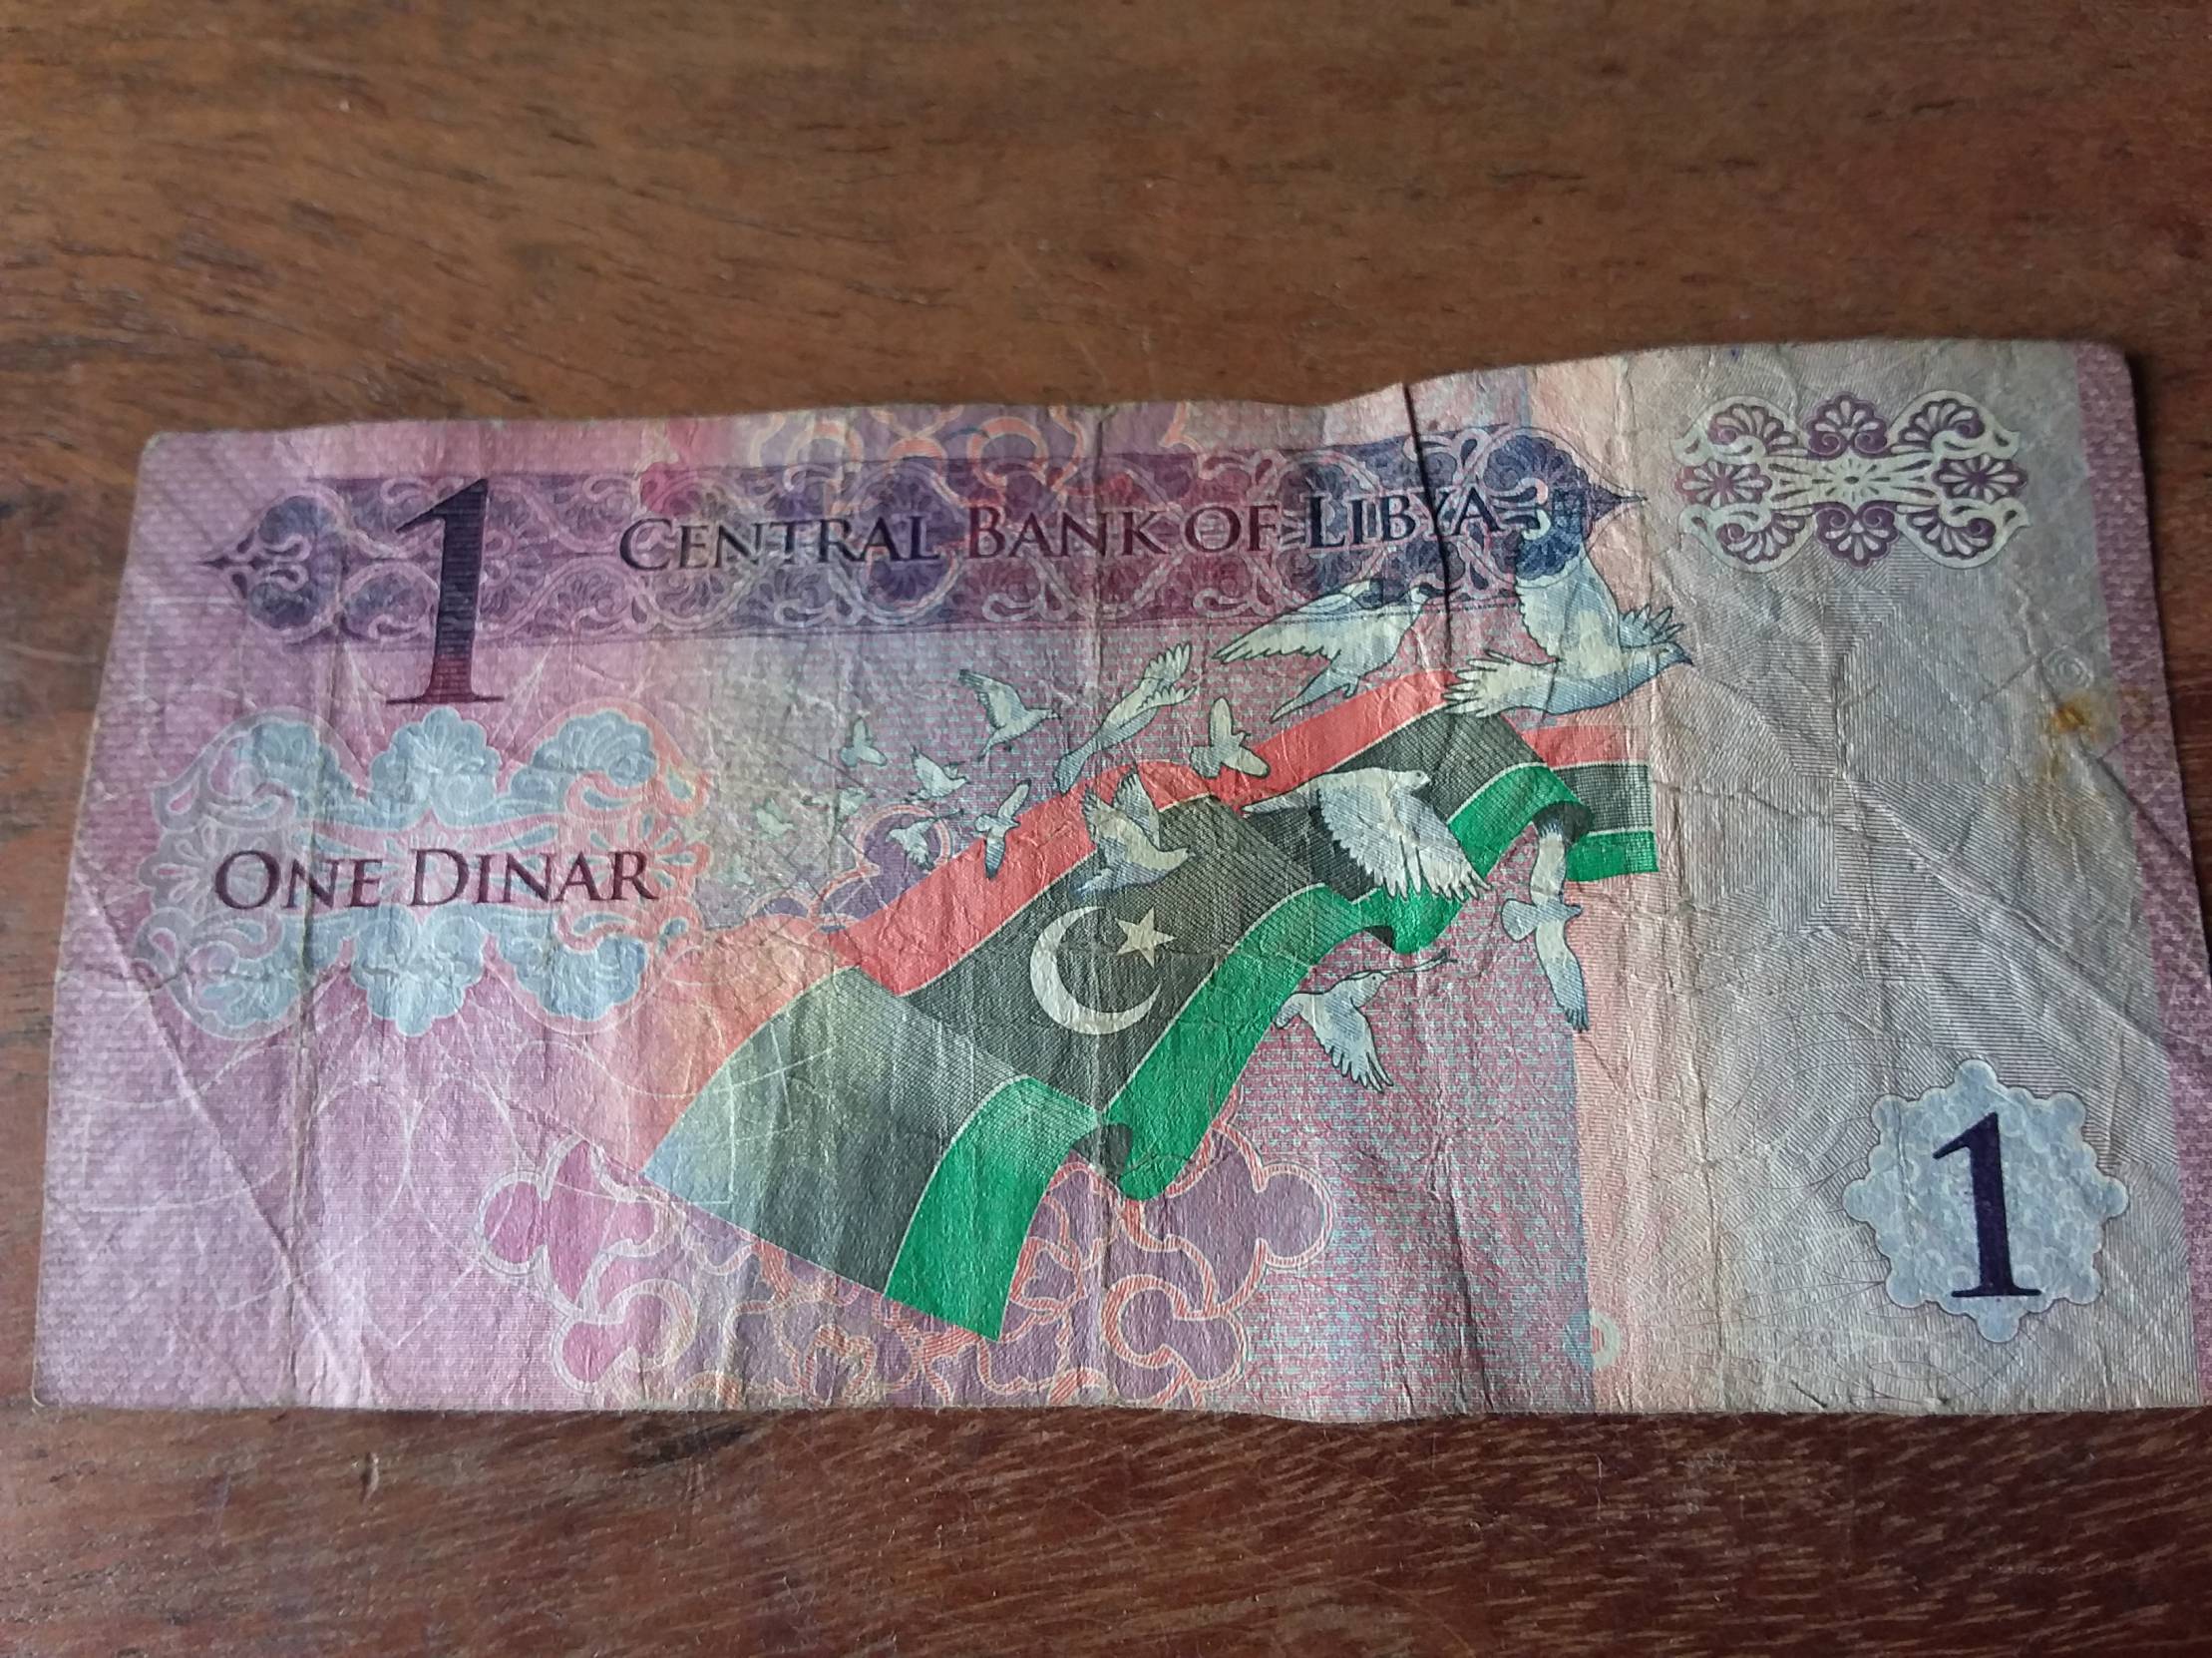 1
CENTRAL BANK OF LIBYA
ONE DINAR
1